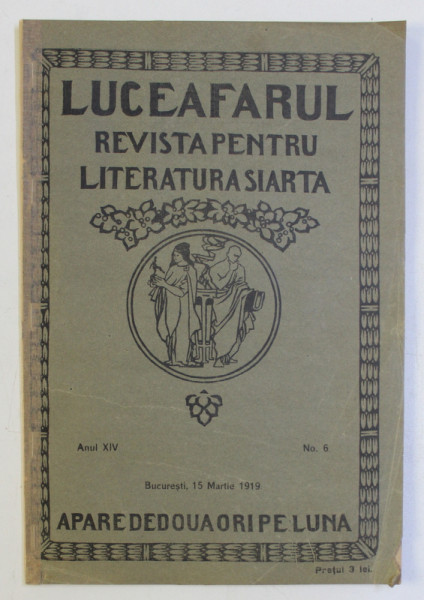 LUCEAFARUL
REVISTA PENTRU
LITERATURA SI ARTA
Anul XIV No. 6
București, 15 Martie 1919
APARE DE DOUA ORI PE LUNA
Prețul 3 lei.